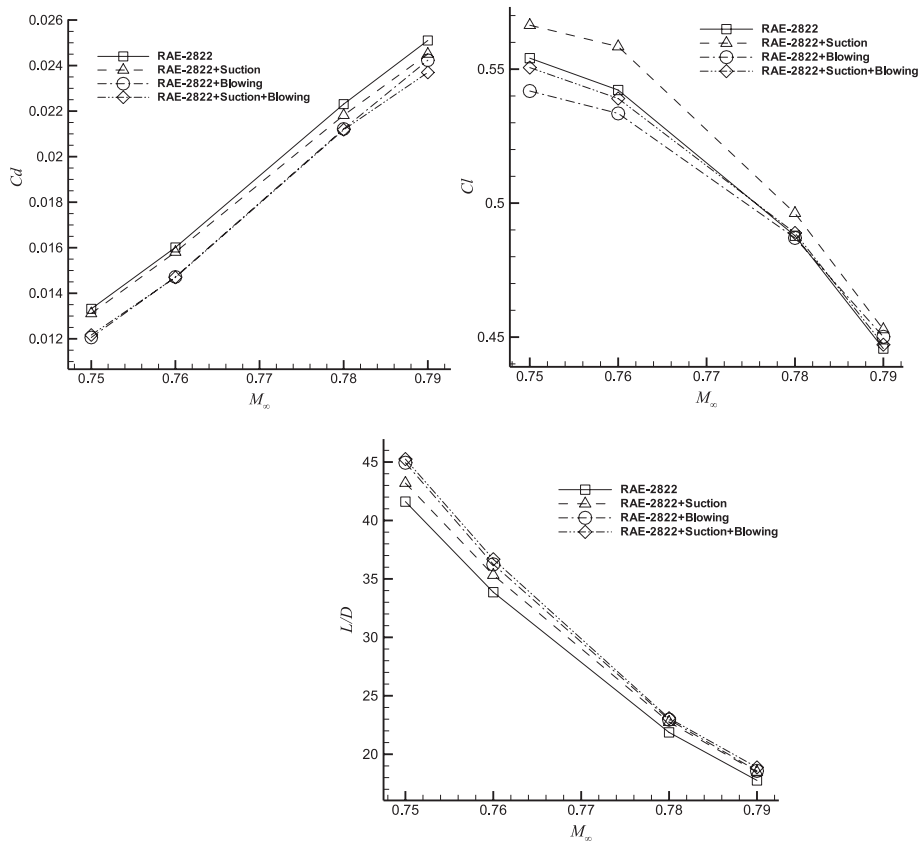 0.026
0.024
0.022
0.02
0.018
0.016
0.014
0.012
Cd
RAE-2822
RAE-2822+Suction
RAE-2822+Blowing
RAE-2822+Suction+Blowing
0.75 0.76 0.77 0.78 0.79
M∞
0.55
0.5
0.45
Cl
RAE-2822
RAE-2822+Suction
RAE-2822+Blowing
RAE-2822+Suction+Blowing
0.75 0.76 0.77 0.78 0.79
M∞
45
40
35
30
25
20
L/D
RAE-2822
RAE-2822+Suction
RAE-2822+Blowing
RAE-2822+Suction+Blowing
0.75 0.76 0.77 0.78 0.79
M∞